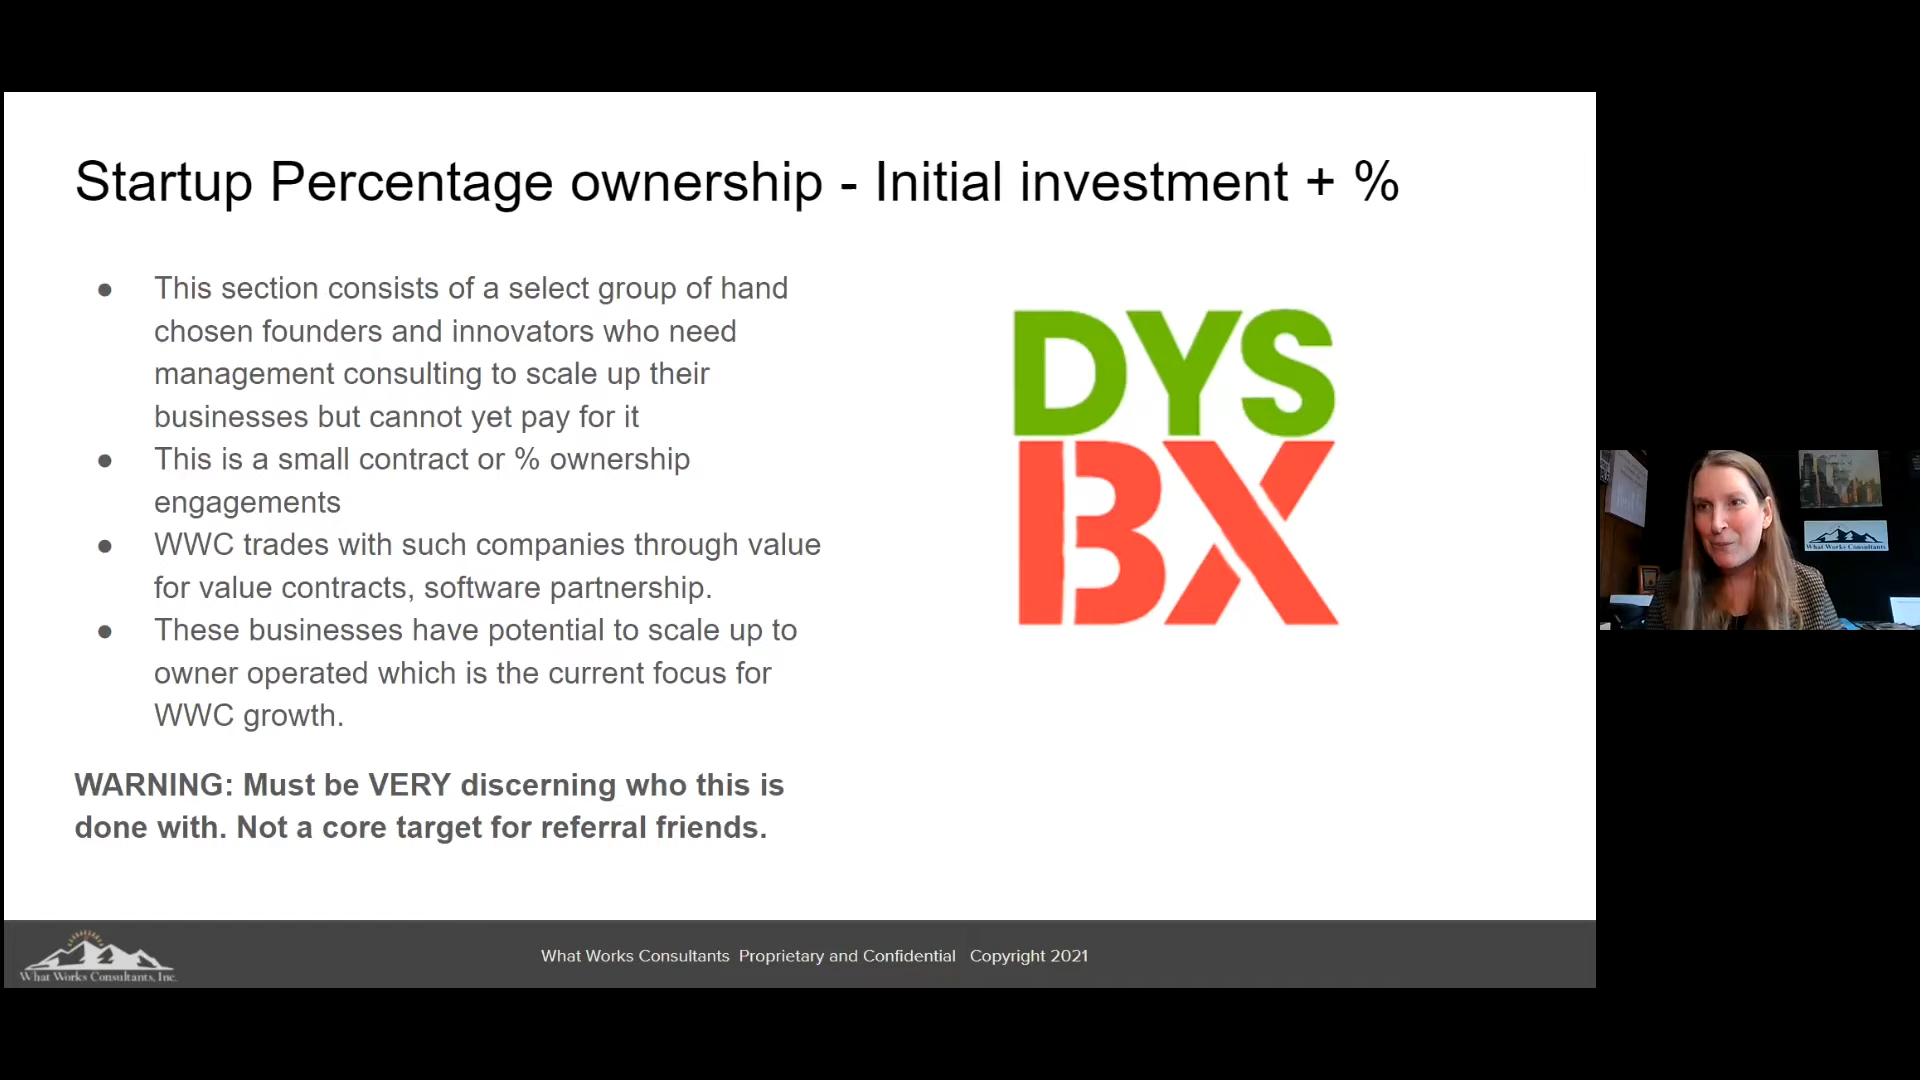 Startup Percentage ownership - Initial investment + %
● This section consists of a select group of hand
chosen founders and innovators who need
management consulting to scale up their
businesses but cannot yet pay for it
● This is a small contract or % ownership
engagements
● WWC trades with such companies through value
for value contracts, software partnership.
● These businesses have potential to scale up to
owner operated which is the current focus for
WWC growth.
WARNING: Must be VERY discerning who this is
done with. Not a core target for referral friends.
DYS
BX
What Works Consultants
What Works Consultants, Inc.
What Works Consultants Proprietary and Confidential Copyright 2021